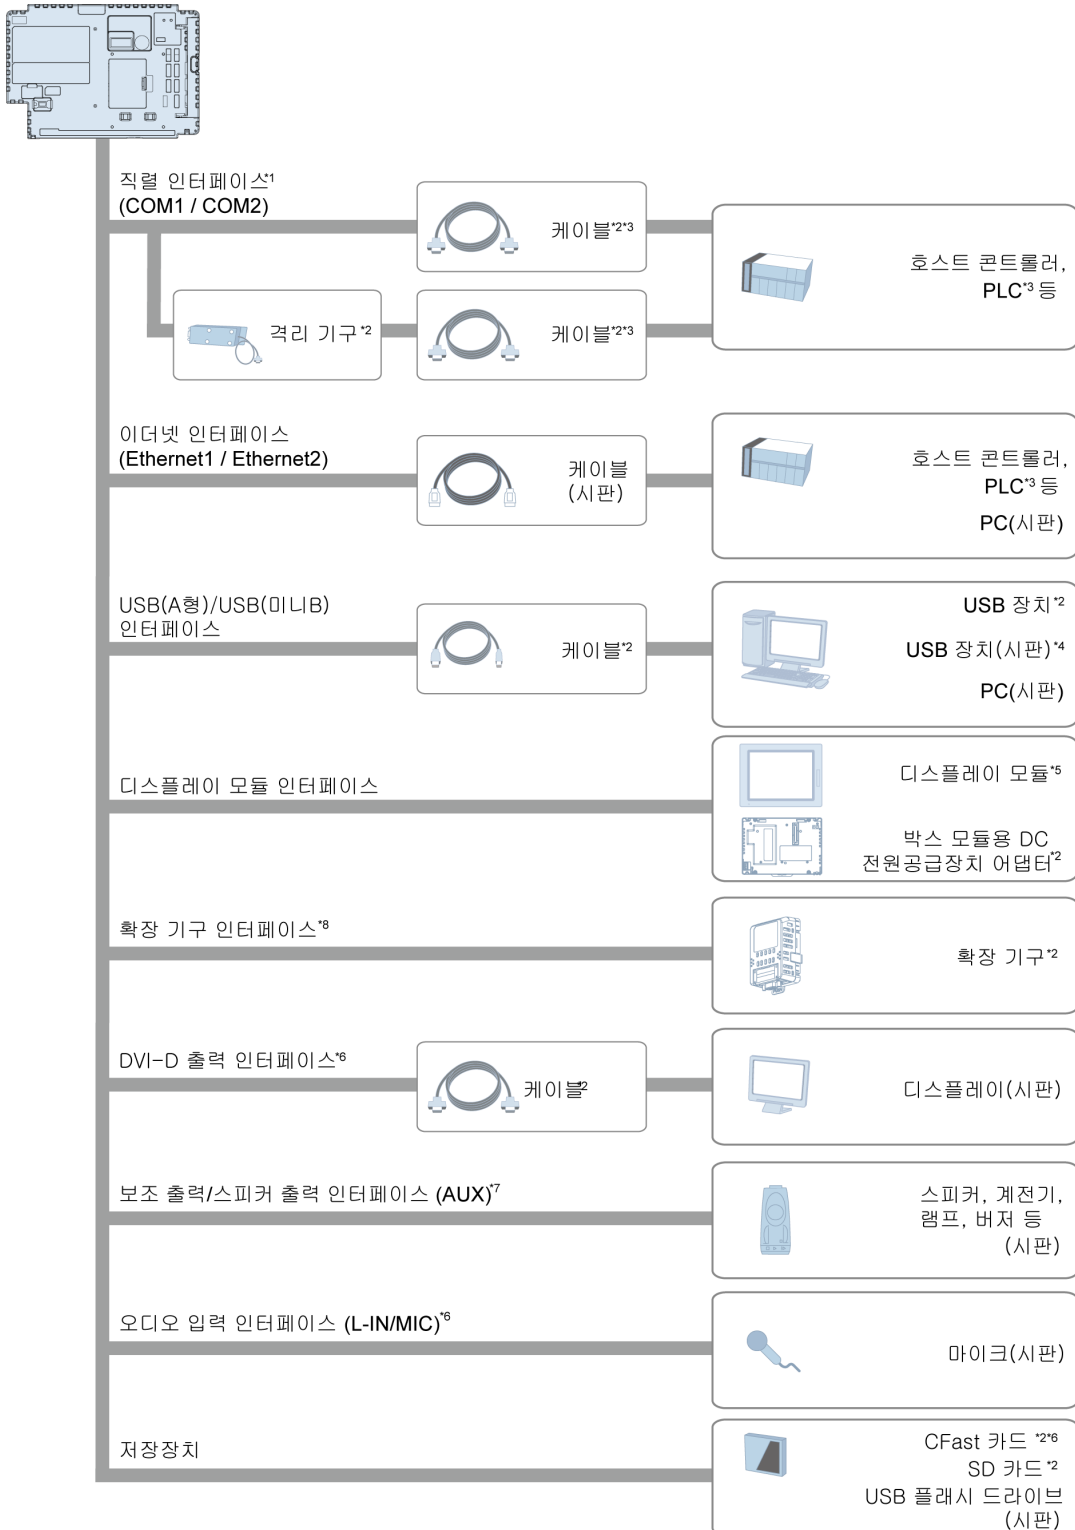 직렬 인터페이스*1
(COM1 / COM2)
케이블*2*3
호스트 콘트롤러,
PLC*3 등
격리 기구*2
케이블*2*3
이더넷 인터페이스
(Ethernet1 / Ethernet2)
케이블
(시판)
호스트 콘트롤러,
PLC*3 등
PC(시판)
USB(A형)/USB(미니B)
인터페이스
케이블*2
USB 장치*2
USB 장치(시판)*4
PC(시판)
디스플레이 모듈 인터페이스
디스플레이 모듈*5
박스 모듈용 DC
전원공급장치 어댑터*2
확장 기구 인터페이스*8
확장 기구*2
DVI-D 출력 인터페이스*6
케이블*2
디스플레이(시판)
보조 출력/스피커 출력 인터페이스 (AUX)*7
스피커, 계전기,
램프, 버저 등
(시판)
오디오 입력 인터페이스 (L-IN/MIC)*6
마이크(시판)
저장장치
CFast 카드 *2*6
SD 카드*2
USB 플래시 드라이브
(시판)